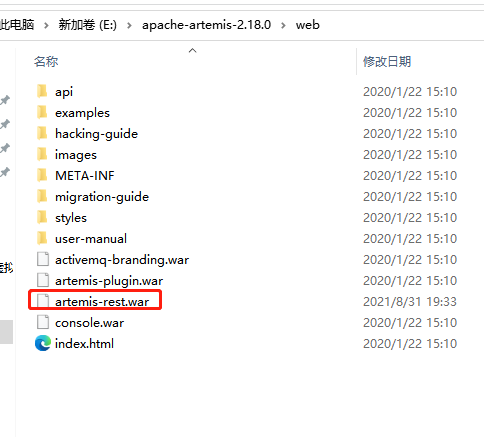 此电脑 > 新加卷 (E:) > apache-artemis-2.18.0 > web
名称 修改日期
api 2020/1/22 15:10
examples 2020/1/22 15:10
hacking-guide 2020/1/22 15:10
images 2020/1/22 15:10
META-INF 2020/1/22 15:10
migration-guide 2020/1/22 15:10
styles 2020/1/22 15:10
user-manual 2020/1/22 15:10
activemq-branding.war 2020/1/22 15:10
artemis-plugin.war 2020/1/22 15:10
artemis-rest.war 2021/8/31 19:33
console.war 2020/1/22 15:10
index.html 2020/1/22 15:10
虚拟